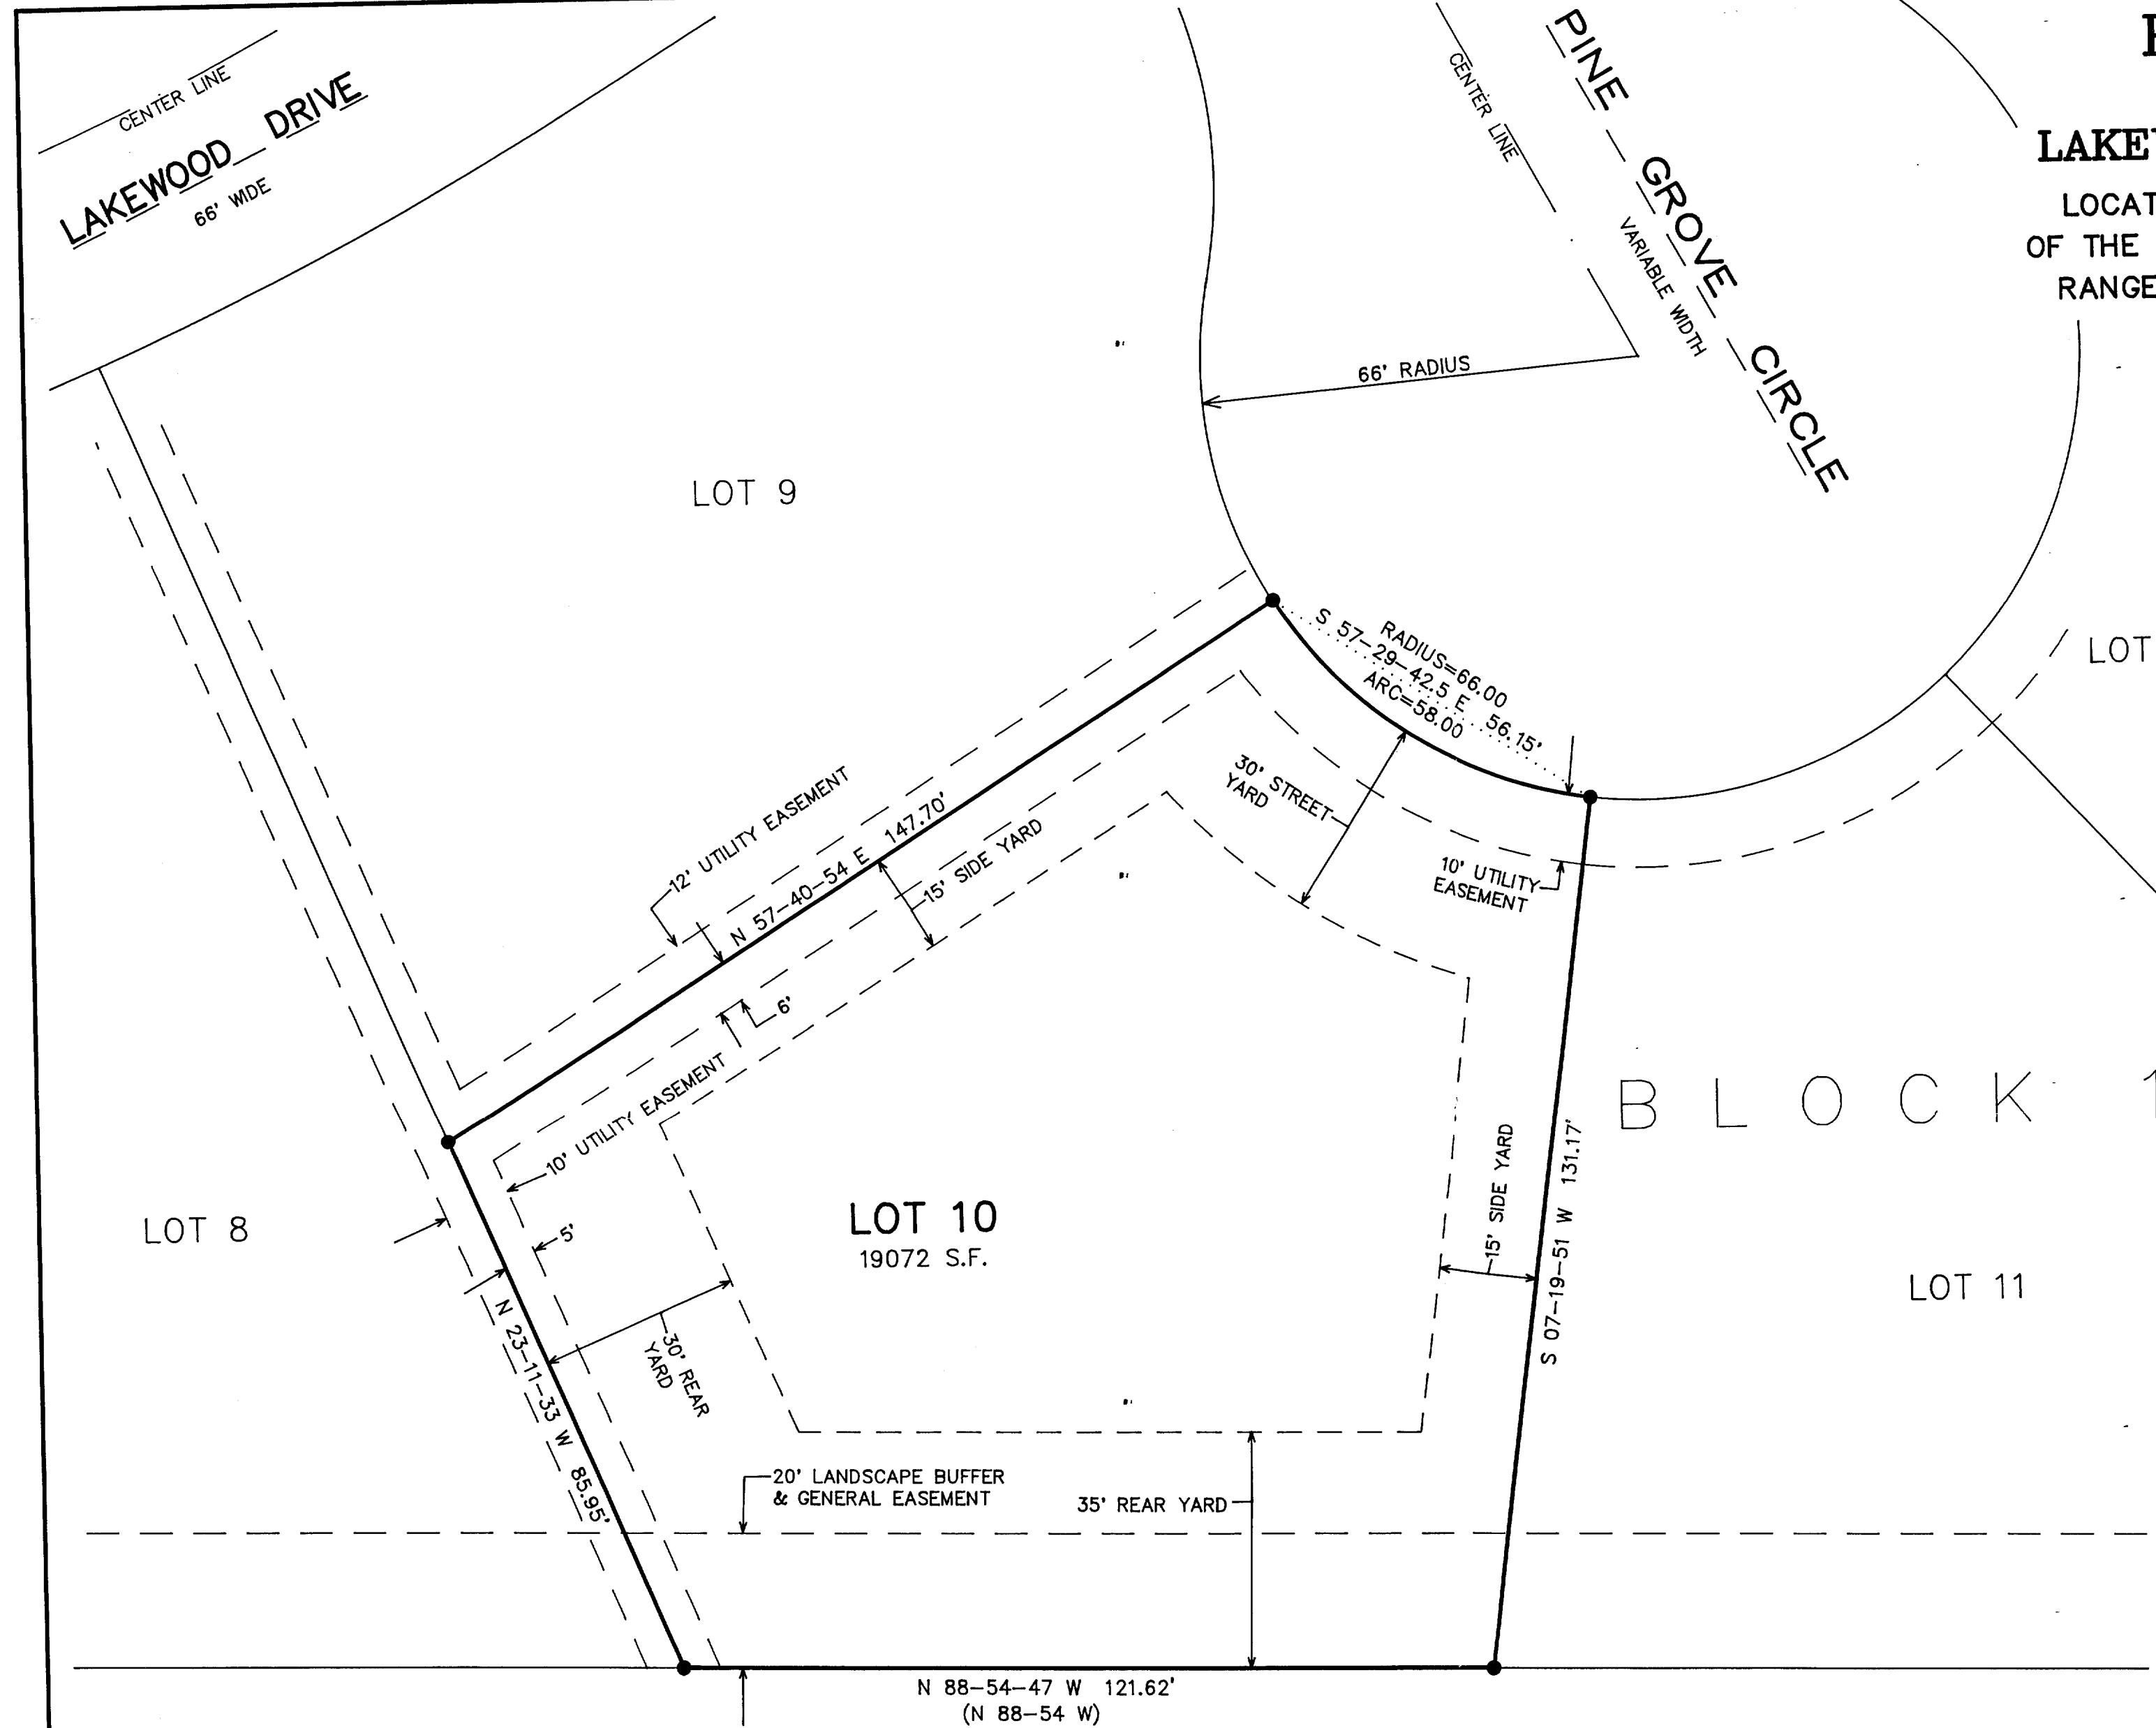 CENTER LINE
LAKEWOOD DRIVE
66' WIDE
CENTER LINE
PINE GROVE CIRCLE
VARIABLE WIDTH
LOCAT
OF THE
RANGE
66' RADIUS
LOT 9
RADIUS=66.00
S 57-29-42.5 E 56.15'
ARC=58.00
LOT
30' STREET
YARD
12' UTILITY EASEMENT
N 57-40-54 E 147.70'
15' SIDE YARD
10' UTILITY
EASEMENT
6'
10' UTILITY EASEMENT
BLOCK 1
5'
LOT 8
LOT 10
19072 S.F.
15' SIDE YARD
S 07-19-51 W 131.17'
LOT 11
N 23-11-33 W 85.95'
30' REAR
YARD
20' LANDSCAPE BUFFER
& GENERAL EASEMENT
35' REAR YARD
N 88-54-47 W 121.62'
(N 88-54 W)